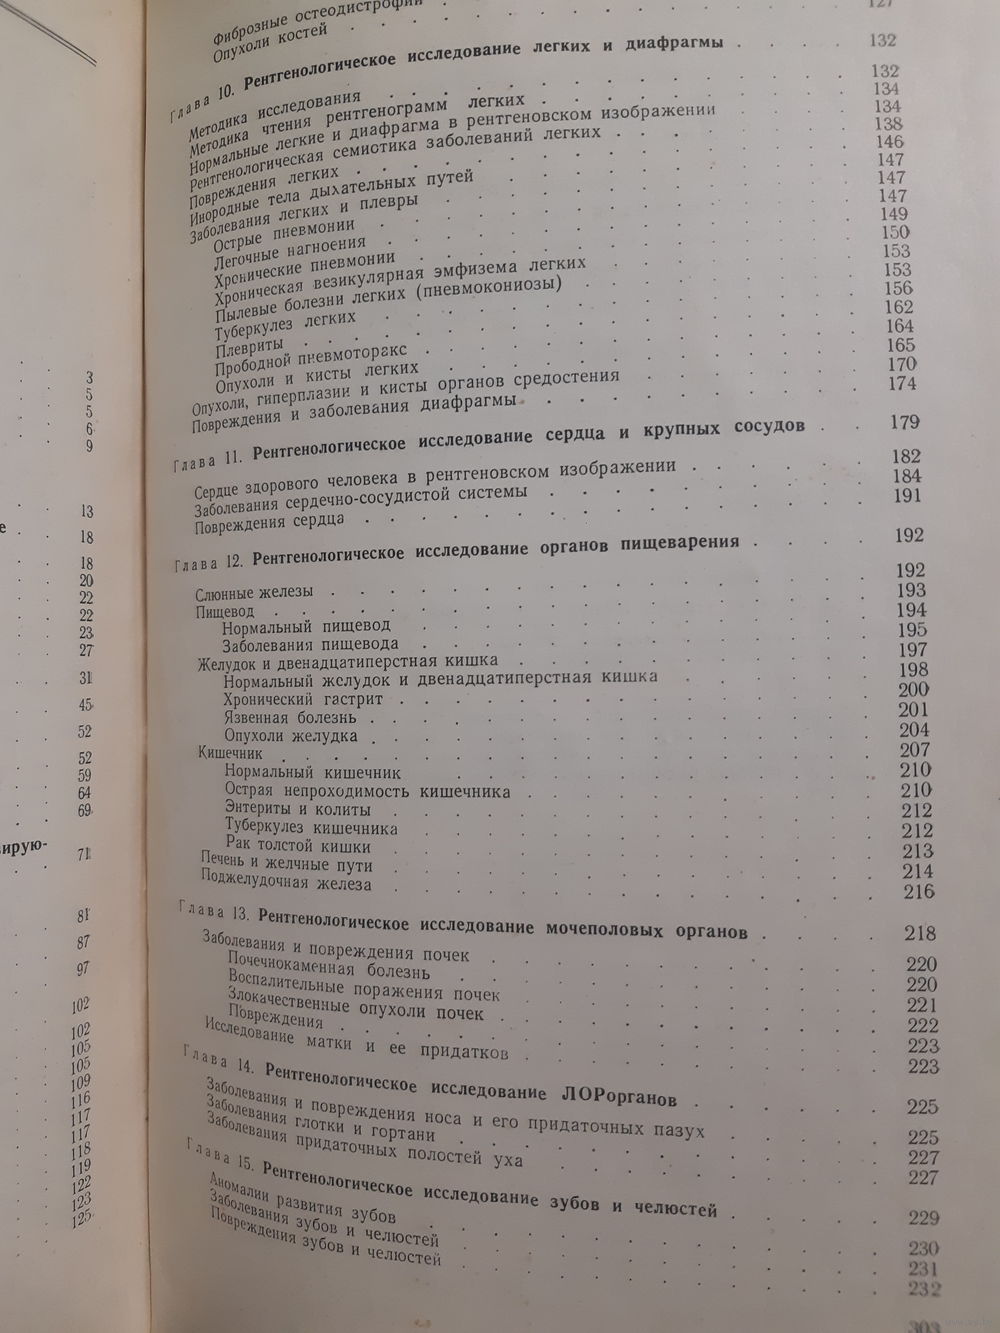 3
5
5
6
9
13
е
18
18
20
22
22
23
27
31
45
52
52
59
64
69
вирую-
71
81
87
97
102
102
105
105
109
116
117
117
118
119
122
123
125
Фиброзные остеодистрофии
Опухоли костей 127
Глава 10. Рентгенологическое исследование легких и диафрагмы 132
Методика исследования 132
Методика чтения рентгенограмм легких 134
Нормальные легкие и диафрагма в рентгеновском изображении 134
Рентгенологическая семиотика заболеваний легких 138
Повреждения легких 146
Инородные тела дыхательных путей 147
Заболевания легких и плевры 147
Острые пневмонии 147
Легочные нагноения 149
Хронические пневмонии 150
Хроническая везикулярная эмфизема легких 153
Пылевые болезни легких (пневмокониозы) 153
Туберкулез легких 156
Плевриты 162
Прободной пневмоторакс 164
Опухоли и кисты легких 165
Опухоли, гиперплазии и кисты органов средостения 170
Повреждения и заболевания диафрагмы 174
Глава 11. Рентгенологическое исследование сердца и крупных сосудов 179
Сердце здорового человека в рентгеновском изображении 182
Заболевания сердечно-сосудистой системы 184
Повреждения сердца 191
Глава 12. Рентгенологическое исследование органов пищеварения 192
Слюнные железы 192
Пищевод 193
Нормальный пищевод 194
Заболевания пищевода 195
Желудок и двенадцатиперстная кишка 197
Нормальный желудок и двенадцатиперстная кишка 198
Хронический гастрит 200
Язвенная болезнь 201
Опухоли желудка 204
Кишечник 207
Нормальный кишечник 210
Острая непроходимость кишечника 210
Энтериты и колиты 212
Туберкулез кишечника 212
Рак толстой кишки 213
Печень и желчные пути 214
Поджелудочная железа 216
Глава 13. Рентгенологическое исследование мочеполовых органов 218
Заболевания и повреждения почек 220
Почечнокаменная болезнь 220
Воспалительные поражения почек 221
Злокачественные опухоли почек 222
Повреждения 223
Исследование матки и ее придатков 223
Глава 14. Рентгенологическое исследование ЛОРорганов 225
Заболевания и повреждения носа и его придаточных пазух 225
Заболевания глотки и гортани 227
Заболевания придаточных полостей уха 227
Глава 15. Рентгенологическое исследование зубов и челюстей 229
Аномалии развития зубов 230
Заболевания зубов и челюстей 231
Повреждения зубов и челюстей 232
303